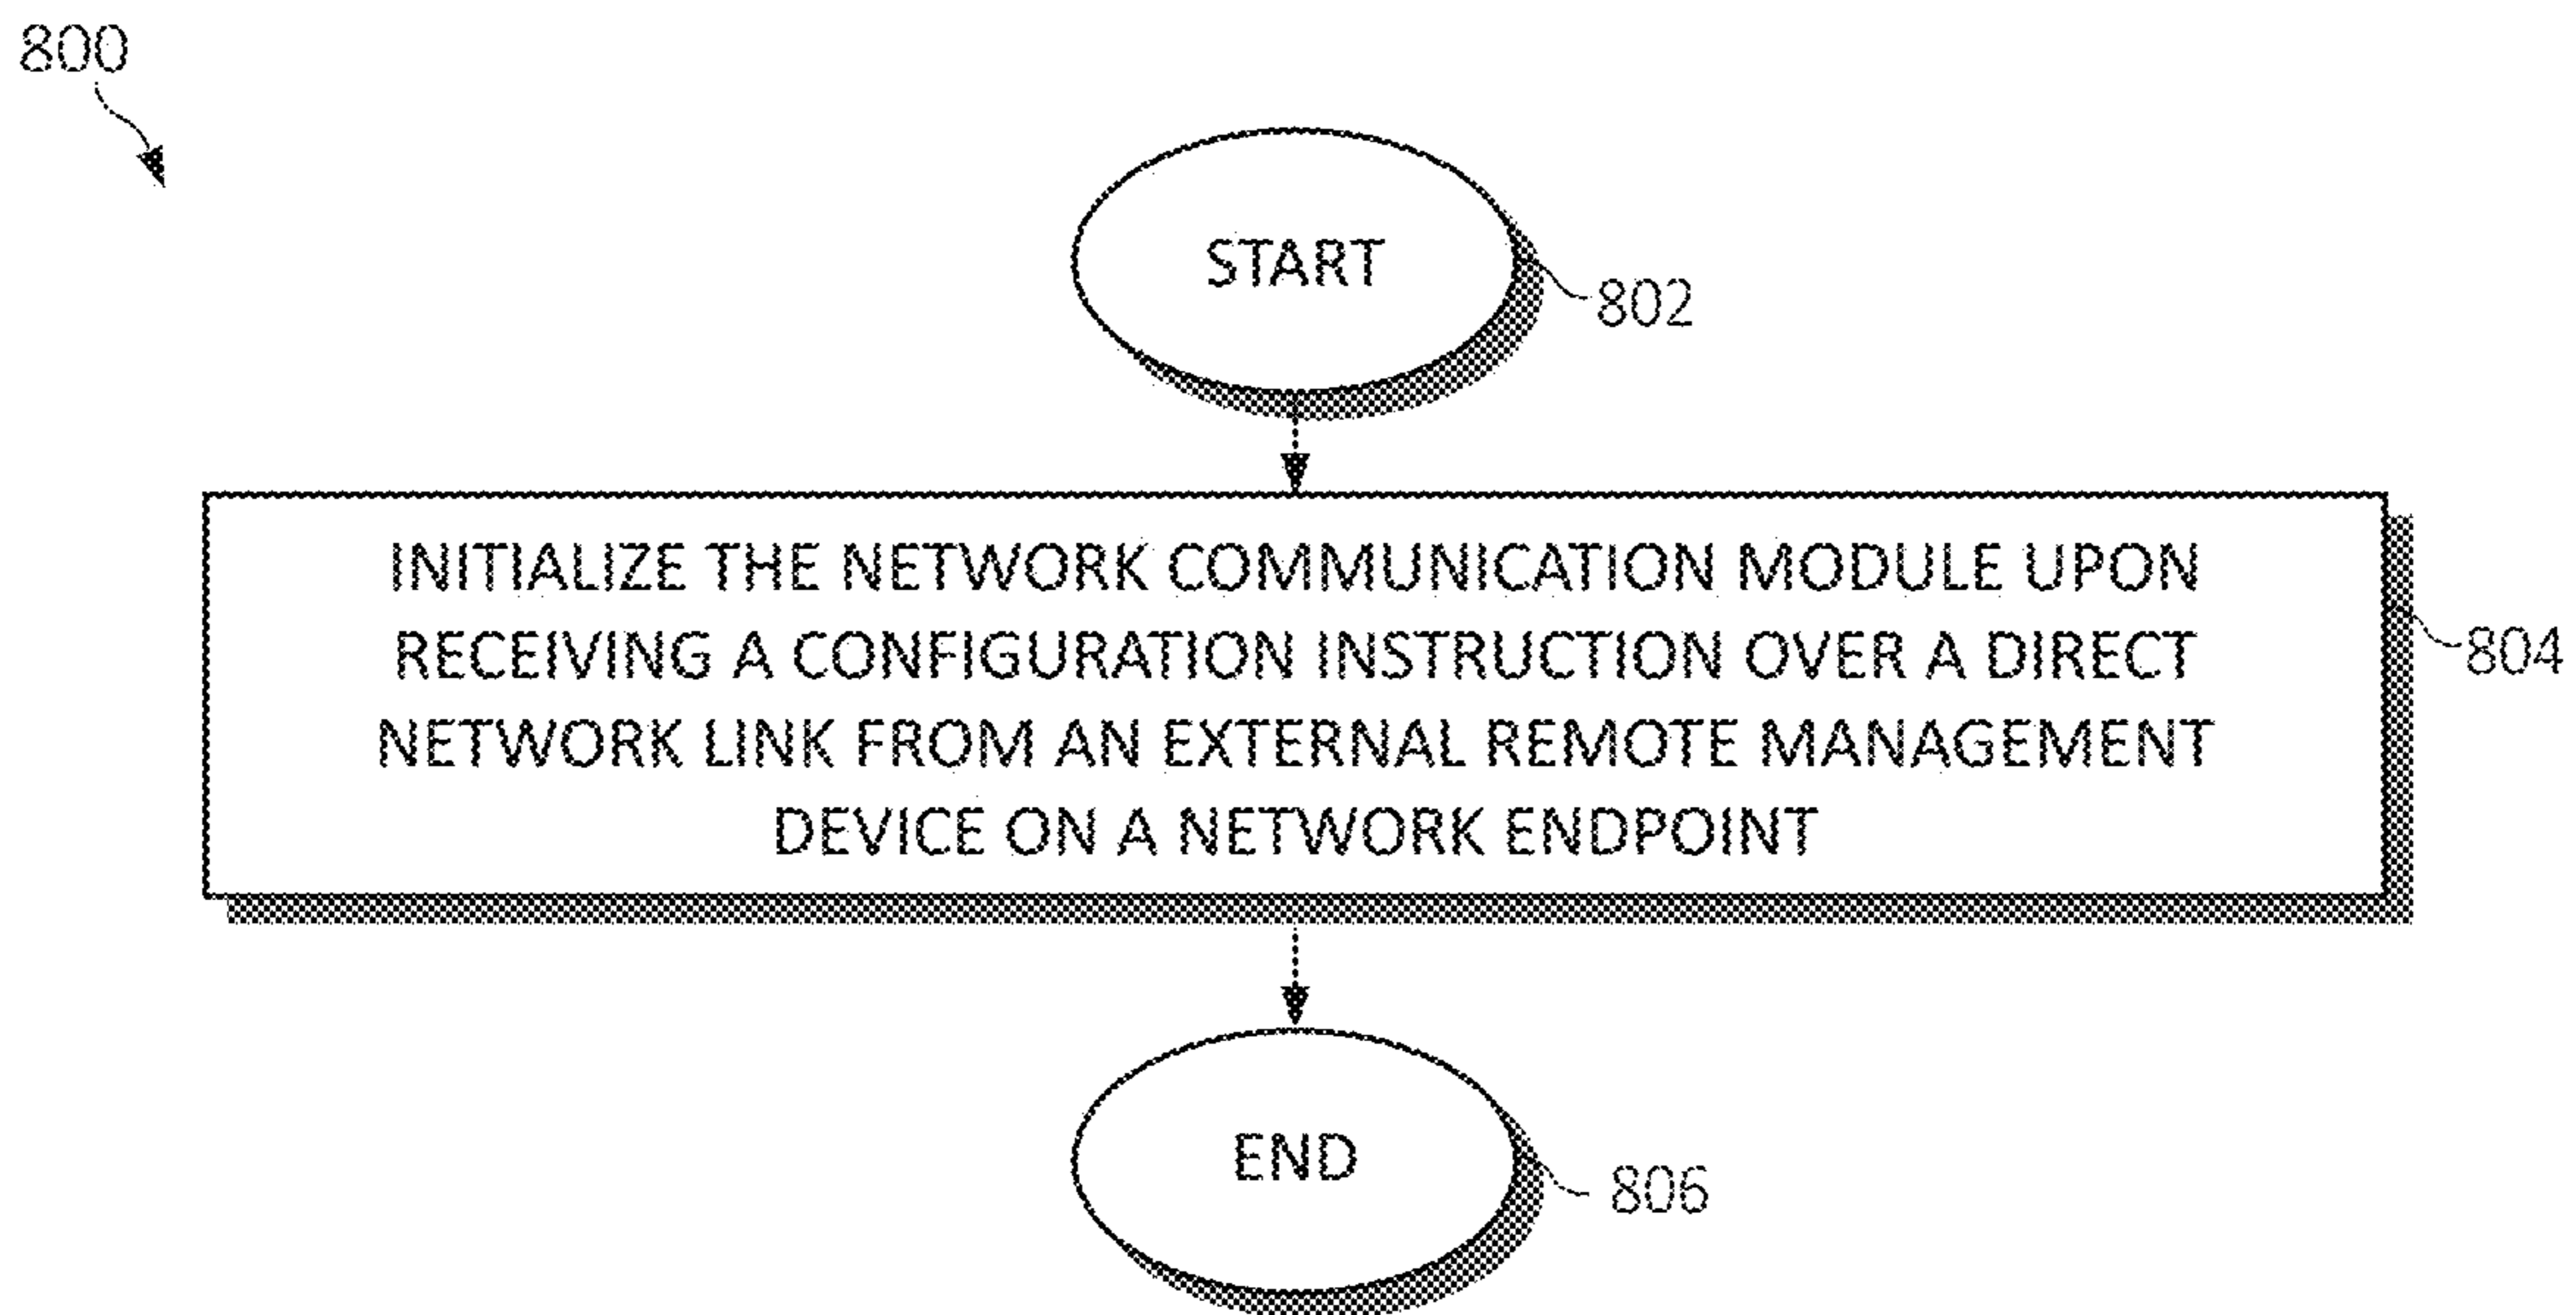 800
START
802
INITIALIZE THE NETWORK COMMUNICATION MODULE UPON
RECEIVING A CONFIGURATION INSTRUCTION OVER A DIRECT
NETWORK LINK FROM AN EXTERNAL REMOTE MANAGEMENT
DEVICE ON A NETWORK ENDPOINT
804
END
806